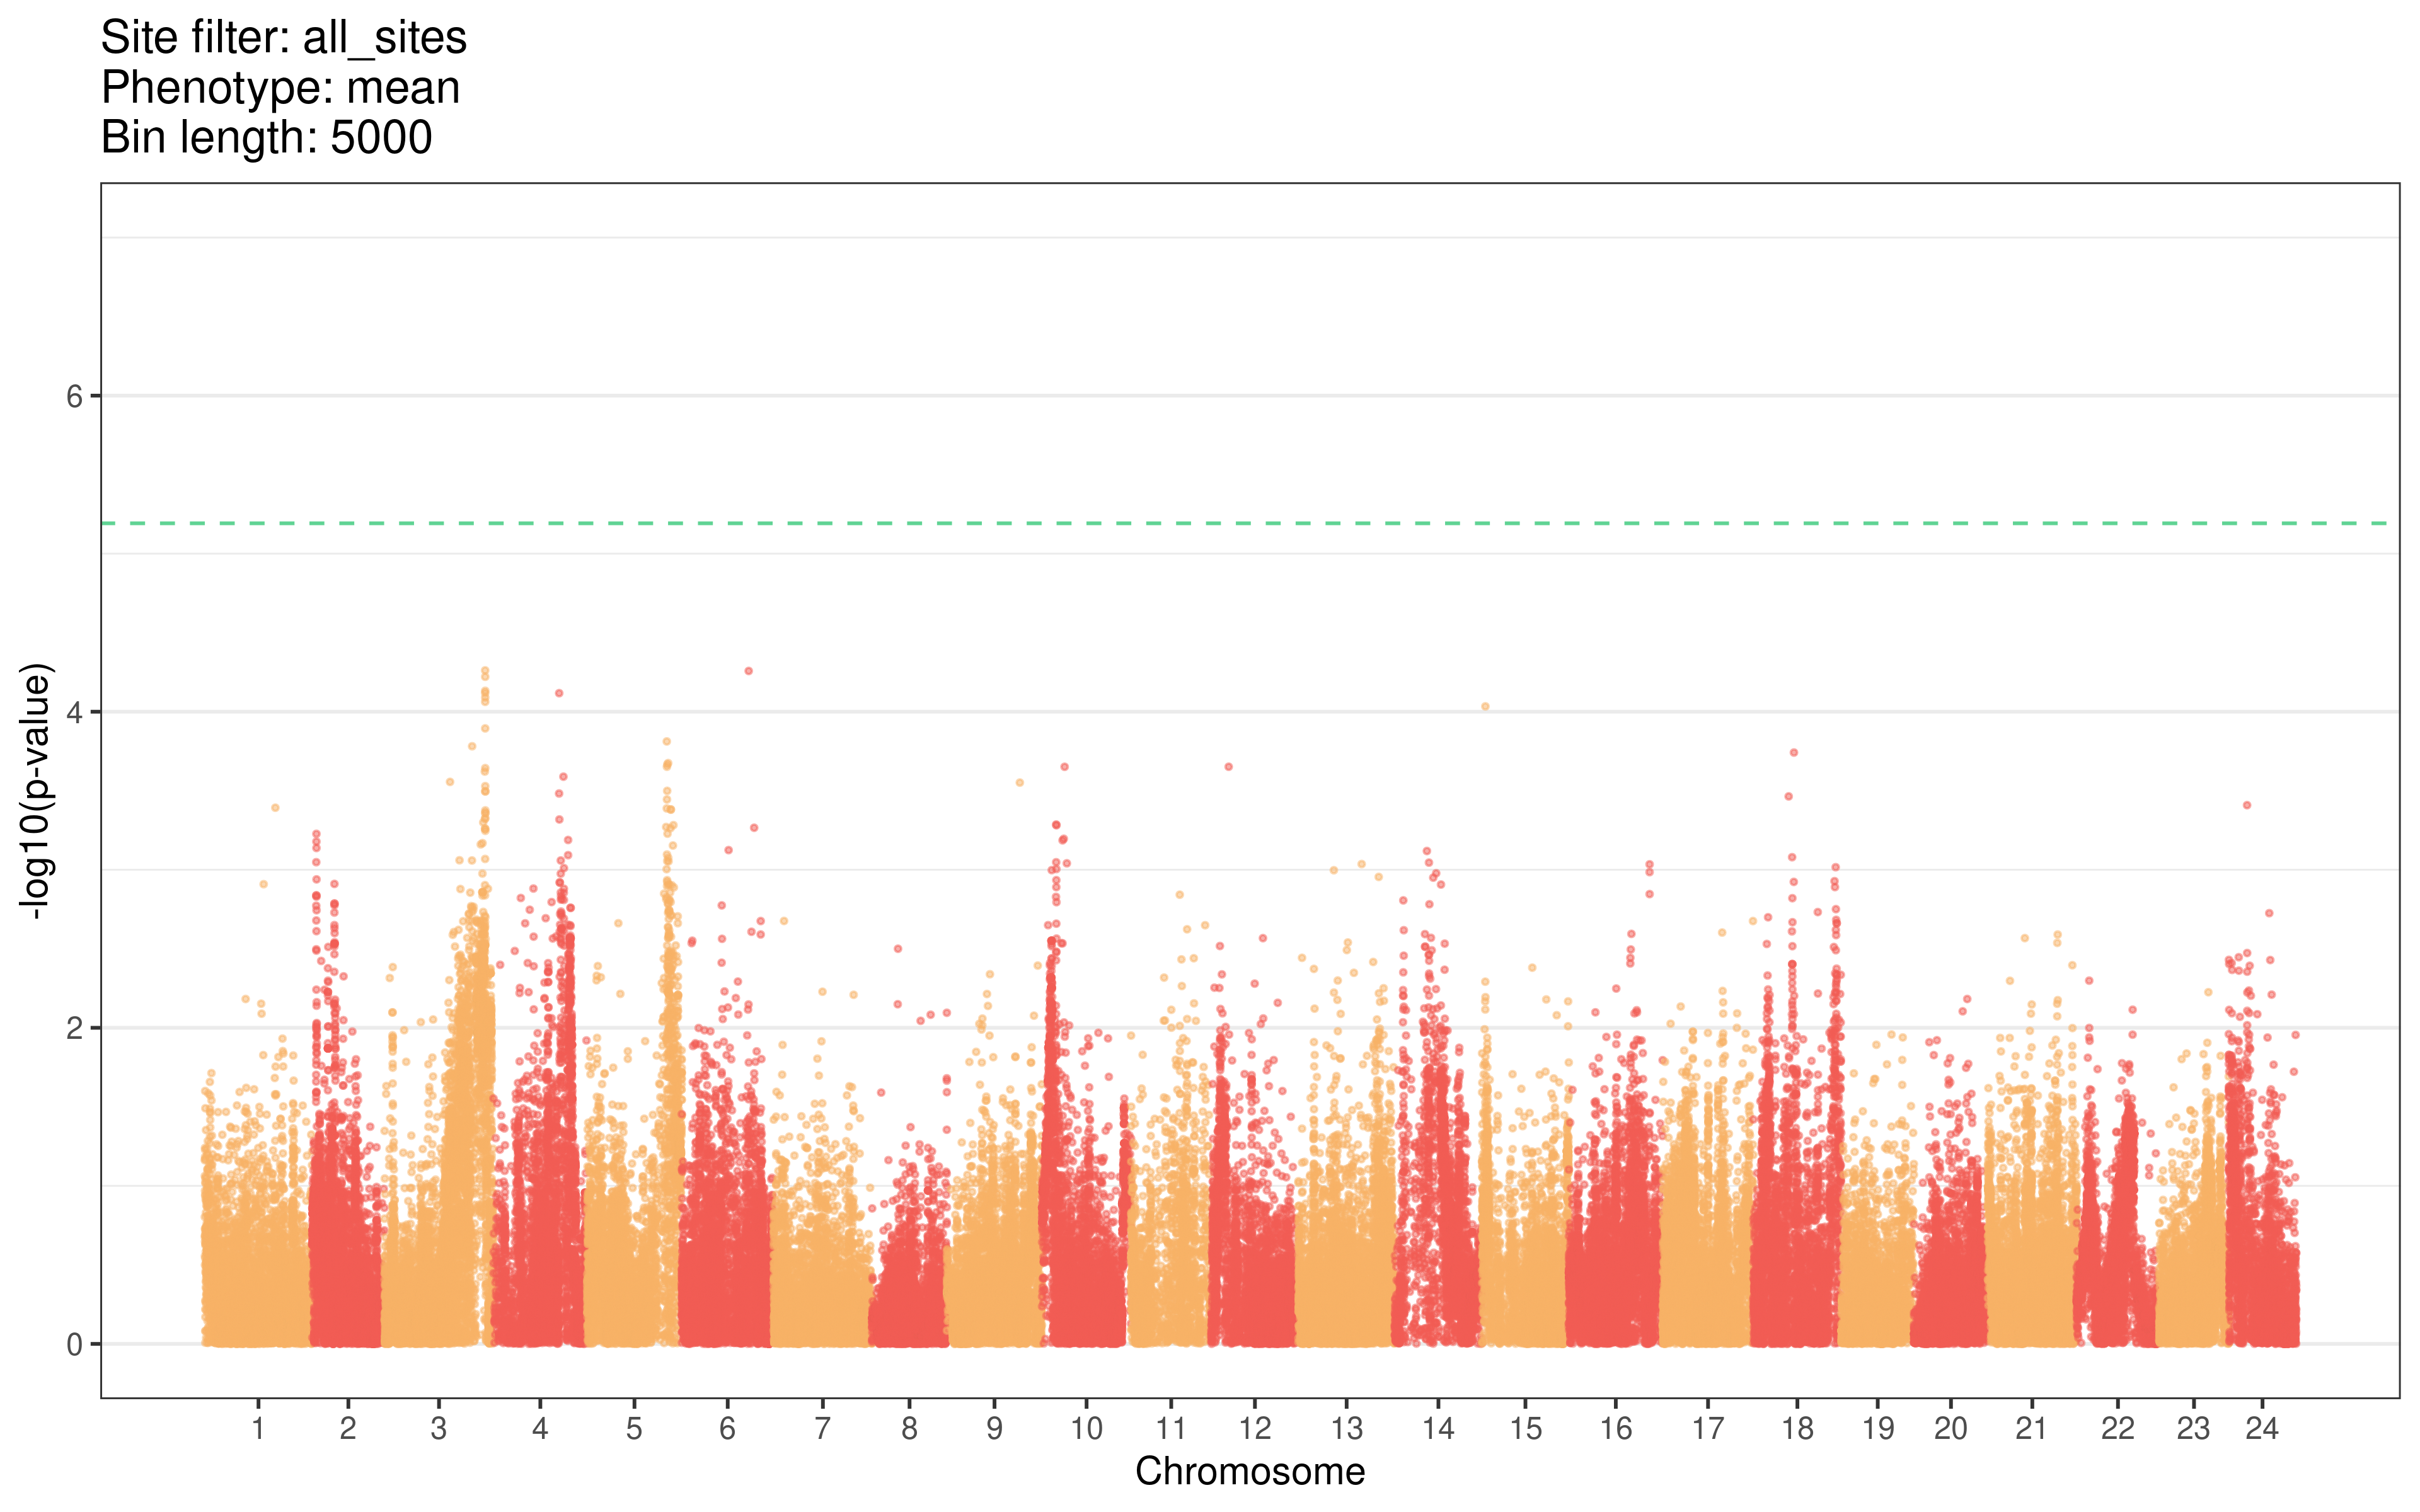 Site filter: all_sites
Phenotype: mean
Bin length: 5000
6
4
2
0
-log10(p-value)
1 2 3 4 5 6 7 8 9 10 11 12 13 14 15 16 17 18 19 20 21 22 23 24
Chromosome